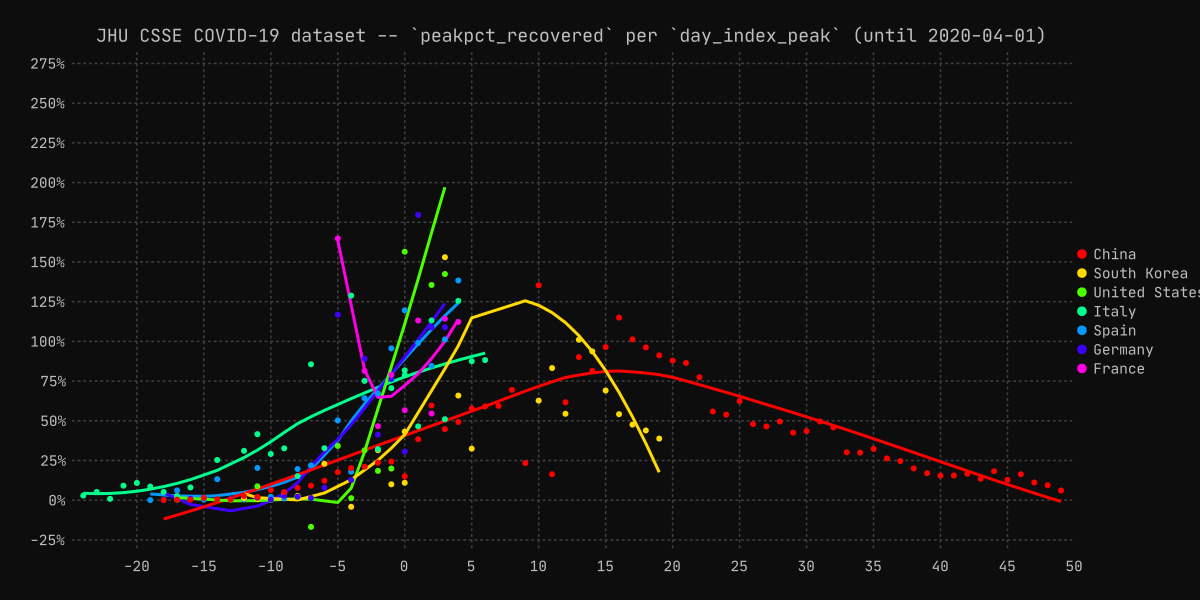 JHU CSSE COVID-19 dataset -- `peakpct_recovered` per `day_index_peak` (until 2020-04-01)
275%
250%
225%
200%
175%
150%
125%
100%
75%
50%
25%
0%
-25%
-20 -15 -10 -5 0 5 10 15 20 25 30 35 40 45 50
China
South Korea
United States
Italy
Spain
Germany
France